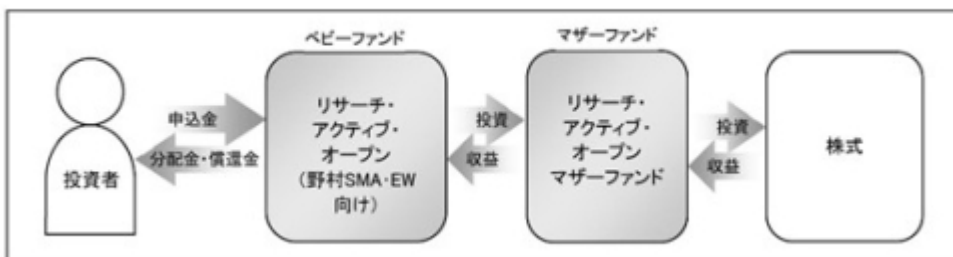 ベビーファンド
マザーファンド
申込金
分配金・償還金
投資者
リサーチ・
アクティブ・
オープン
(野村SMA・EW
向け)
投資
収益
リサーチ・
アクティブ・
オープン
マザーファンド
投資
収益
株式